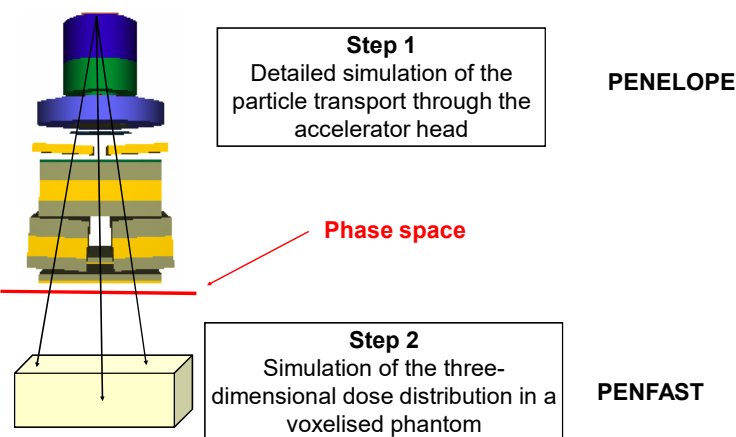 Step 1
Detailed simulation of the
particle transport through the
accelerator head
PENELOPE
Phase space
Step 2
Simulation of the three-
dimensional dose distribution in a
voxelised phantom
PENFAST